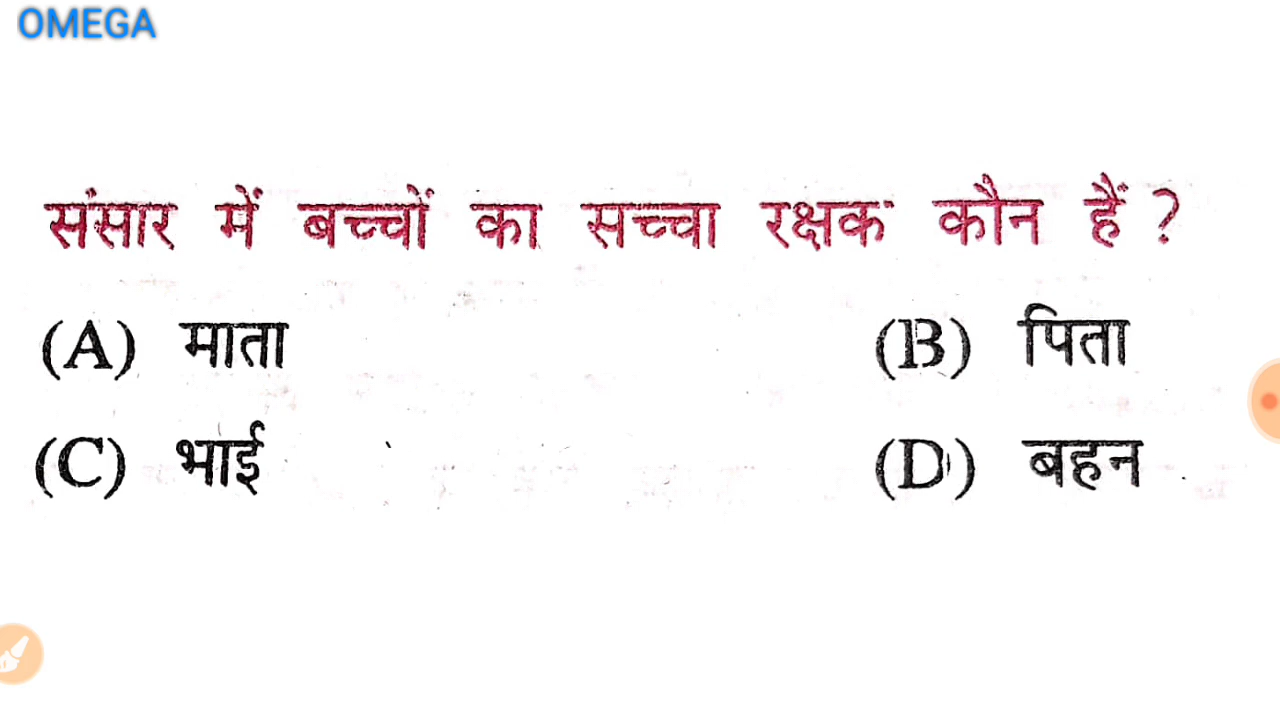 OMEGA
संसार में बच्चों का सच्चा रक्षक कौन हैं ?
(A) माता (B) पिता
(C) भाई (D) बहन